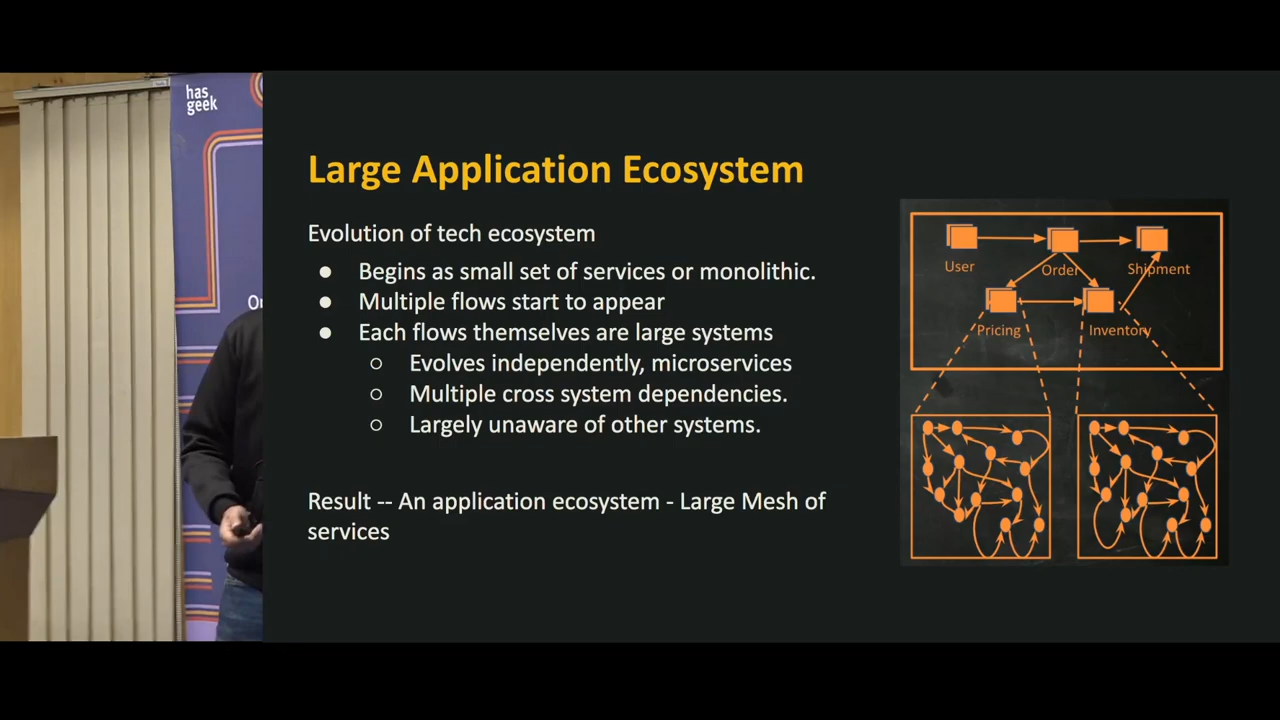 has
geek
Large Application Ecosystem
Evolution of tech ecosystem
● Begins as small set of services or monolithic.
● Multiple flows start to appear
● Each flows themselves are large systems
○ Evolves independently, microservices
○ Multiple cross system dependencies.
○ Largely unaware of other systems.
Result -- An application ecosystem - Large Mesh of
services
User
Order
Shipment
Pricing
Inventory